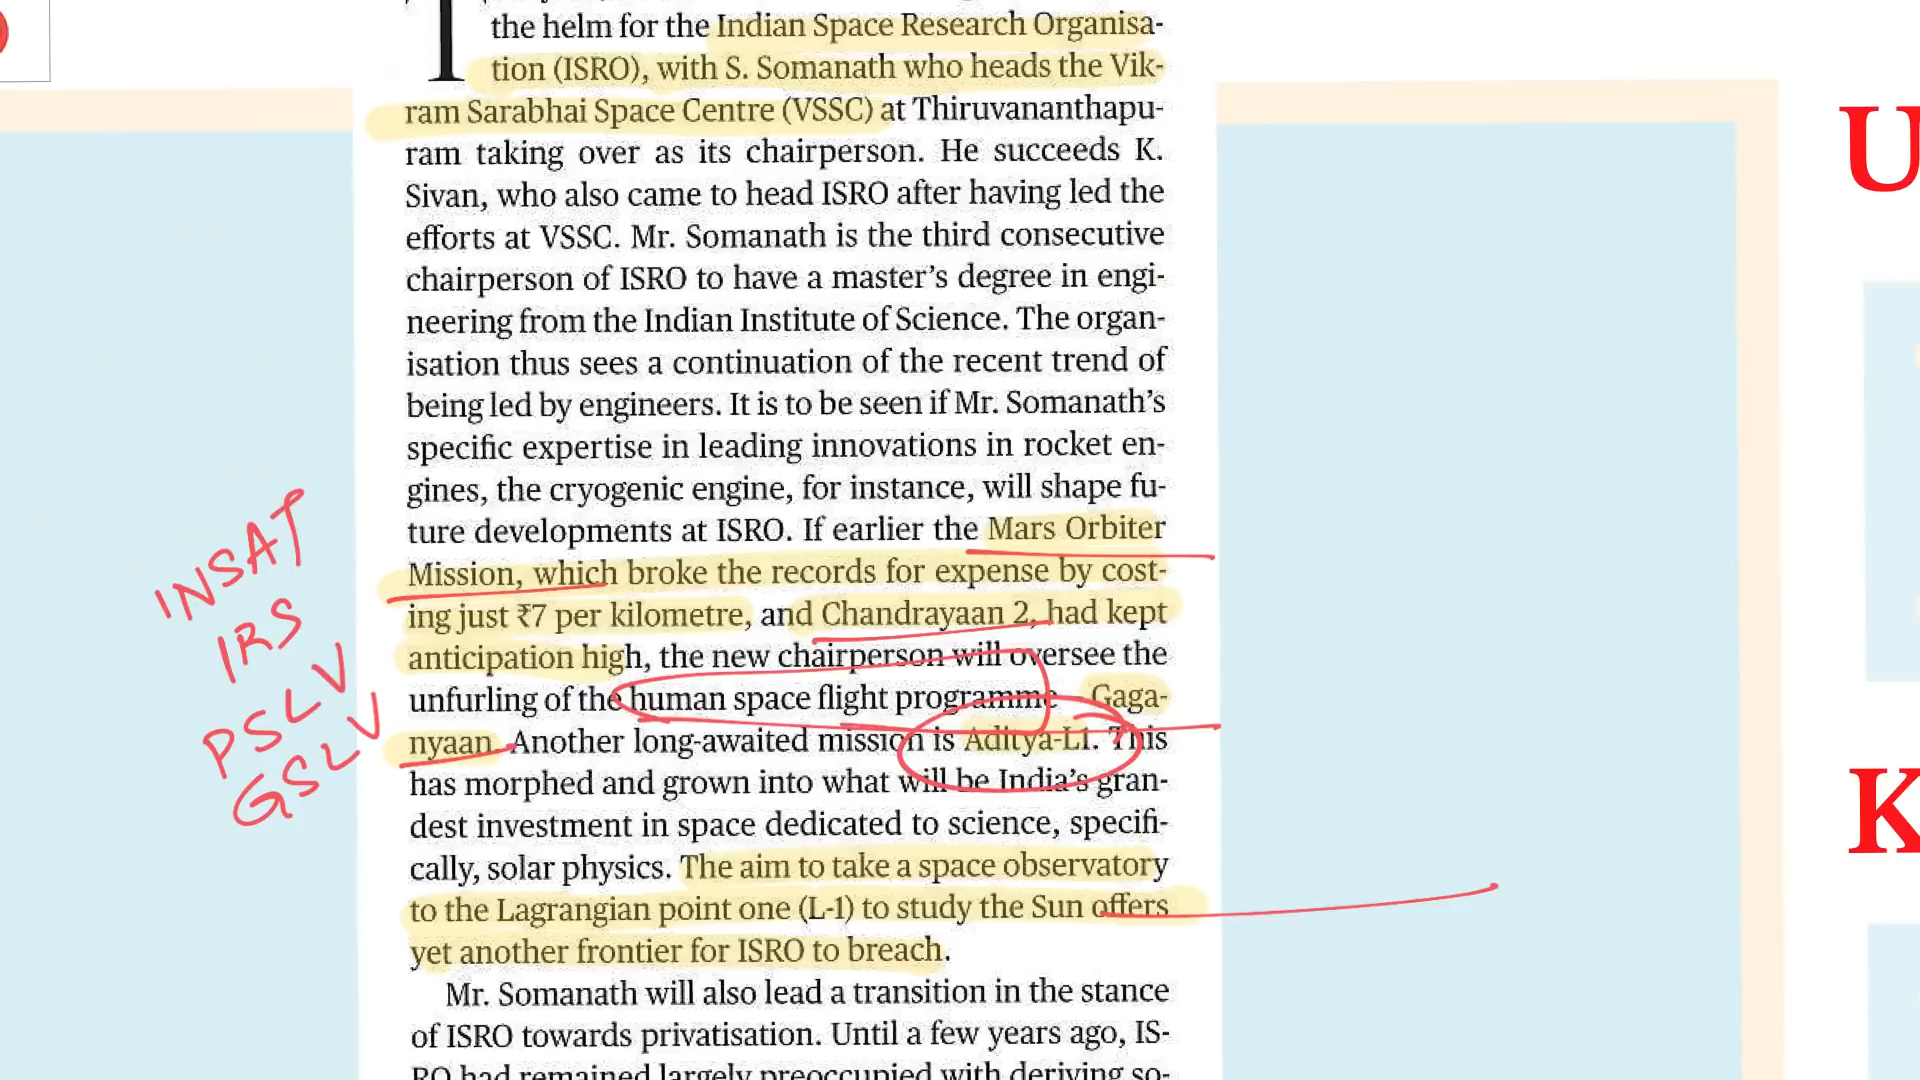 the helm for the Indian Space Research Organisa-
T
tion (ISRO), with S. Somanath who heads the Vik-
ram Sarabhai Space Centre (VSSC) at Thiruvananthapu-
ram taking over as its chairperson. He succeeds K.
Sivan, who also came to head ISRO after having led the
efforts at VSSC. Mr. Somanath is the third consecutive
chairperson of ISRO to have a master's degree in engi-
neering from the Indian Institute of Science. The organ-
isation thus sees a continuation of the recent trend of
being led by engineers. It is to be seen if Mr. Somanath's
specific expertise in leading innovations in rocket en-
gines, the cryogenic engine, for instance, will shape fu-
ture developments at ISRO. If earlier the Mars Orbiter
Mission, which broke the records for expense by cost-
ing just ₹7 per kilometre, and Chandrayaan 2, had kept
anticipation high, the new chairperson will oversee the
unfurling of the human space flight programme Gaga-
nyaan. Another long-awaited mission is Aditya-L1. This
has morphed and grown into what will be India's gran-
dest investment in space dedicated to science, specifi-
cally, solar physics. The aim to take a space observatory
to the Lagrangian point one (L-1) to study the Sun offers
yet another frontier for ISRO to breach.
Mr. Somanath will also lead a transition in the stance
of ISRO towards privatisation. Until a few years ago, IS-
RO had remained largely preoccupied with deriving so-
INSAT
IRS
PSLV
GSLV
U
K